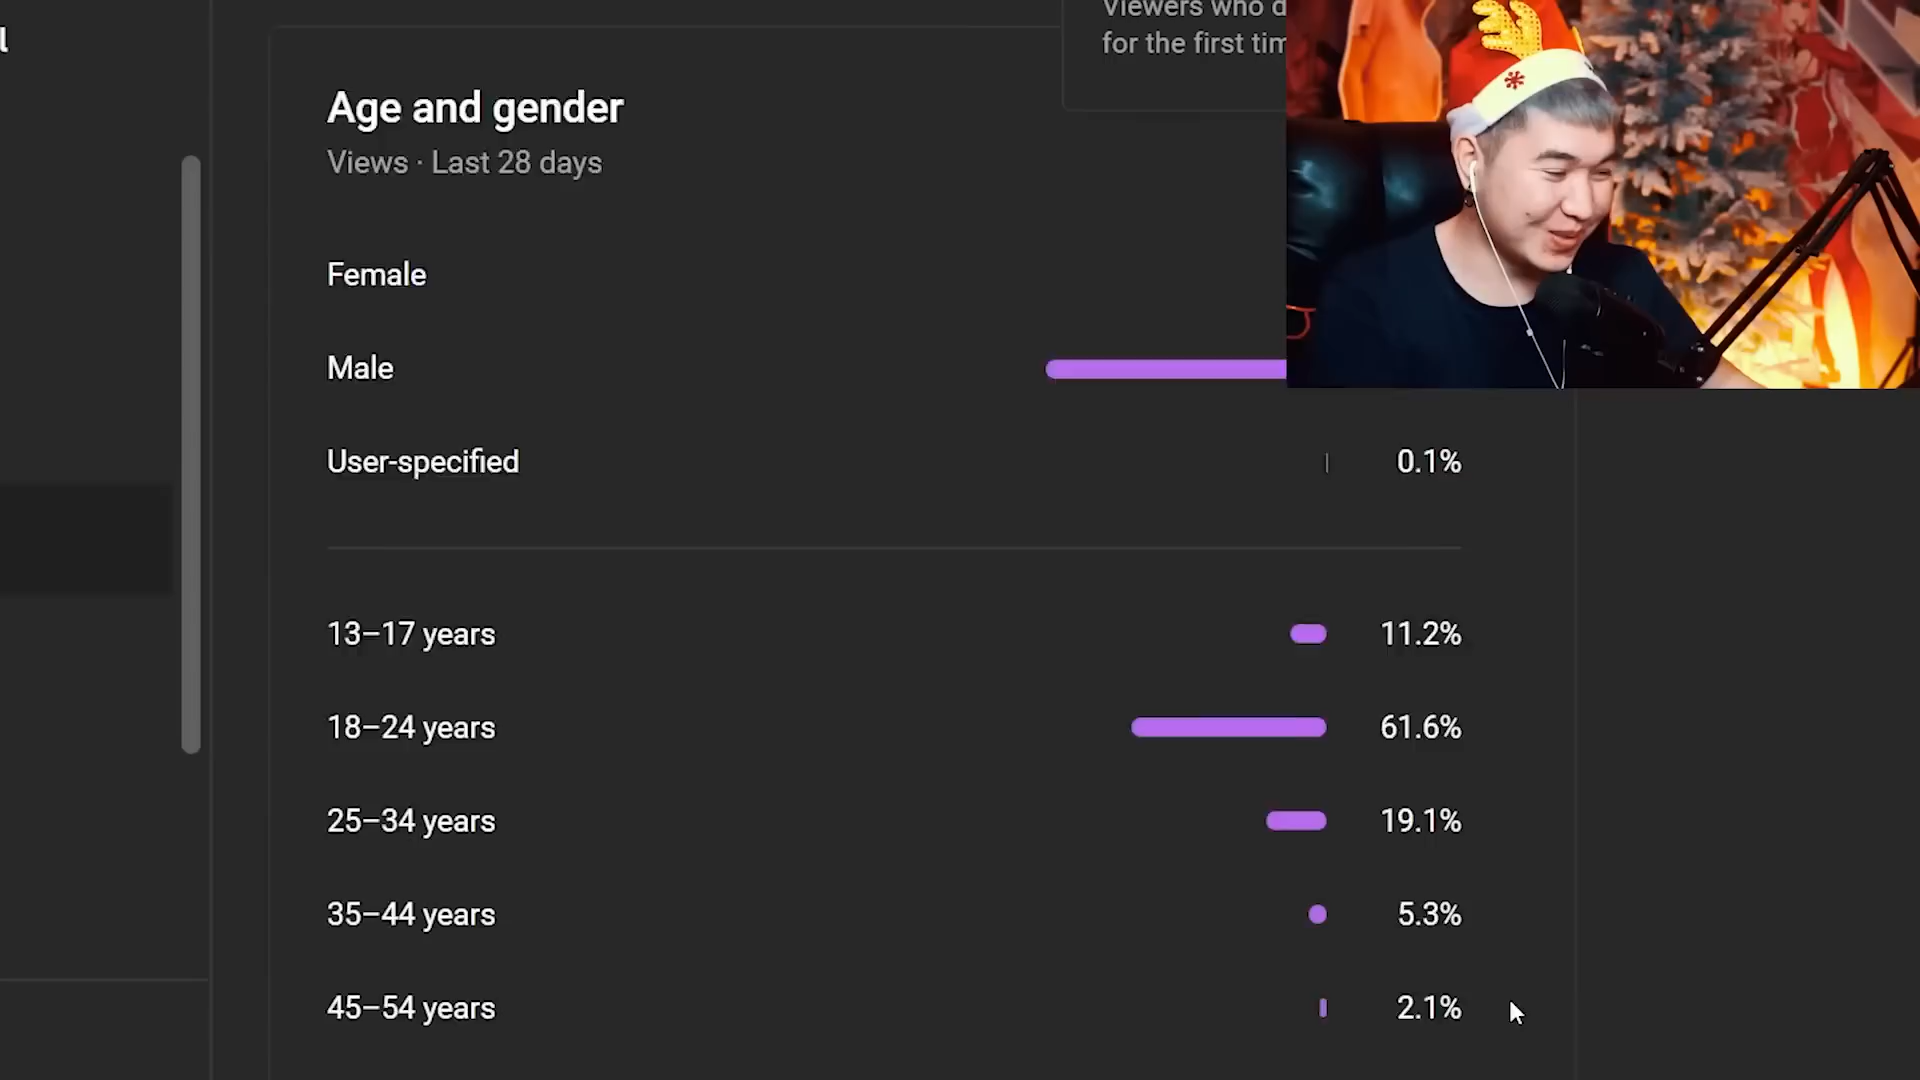 Viewers who d
for the first tim
Age and gender
Views · Last 28 days
Female
Male
User-specified 0.1%
13–17 years 11.2%
18–24 years 61.6%
25–34 years 19.1%
35–44 years 5.3%
45–54 years 2.1%